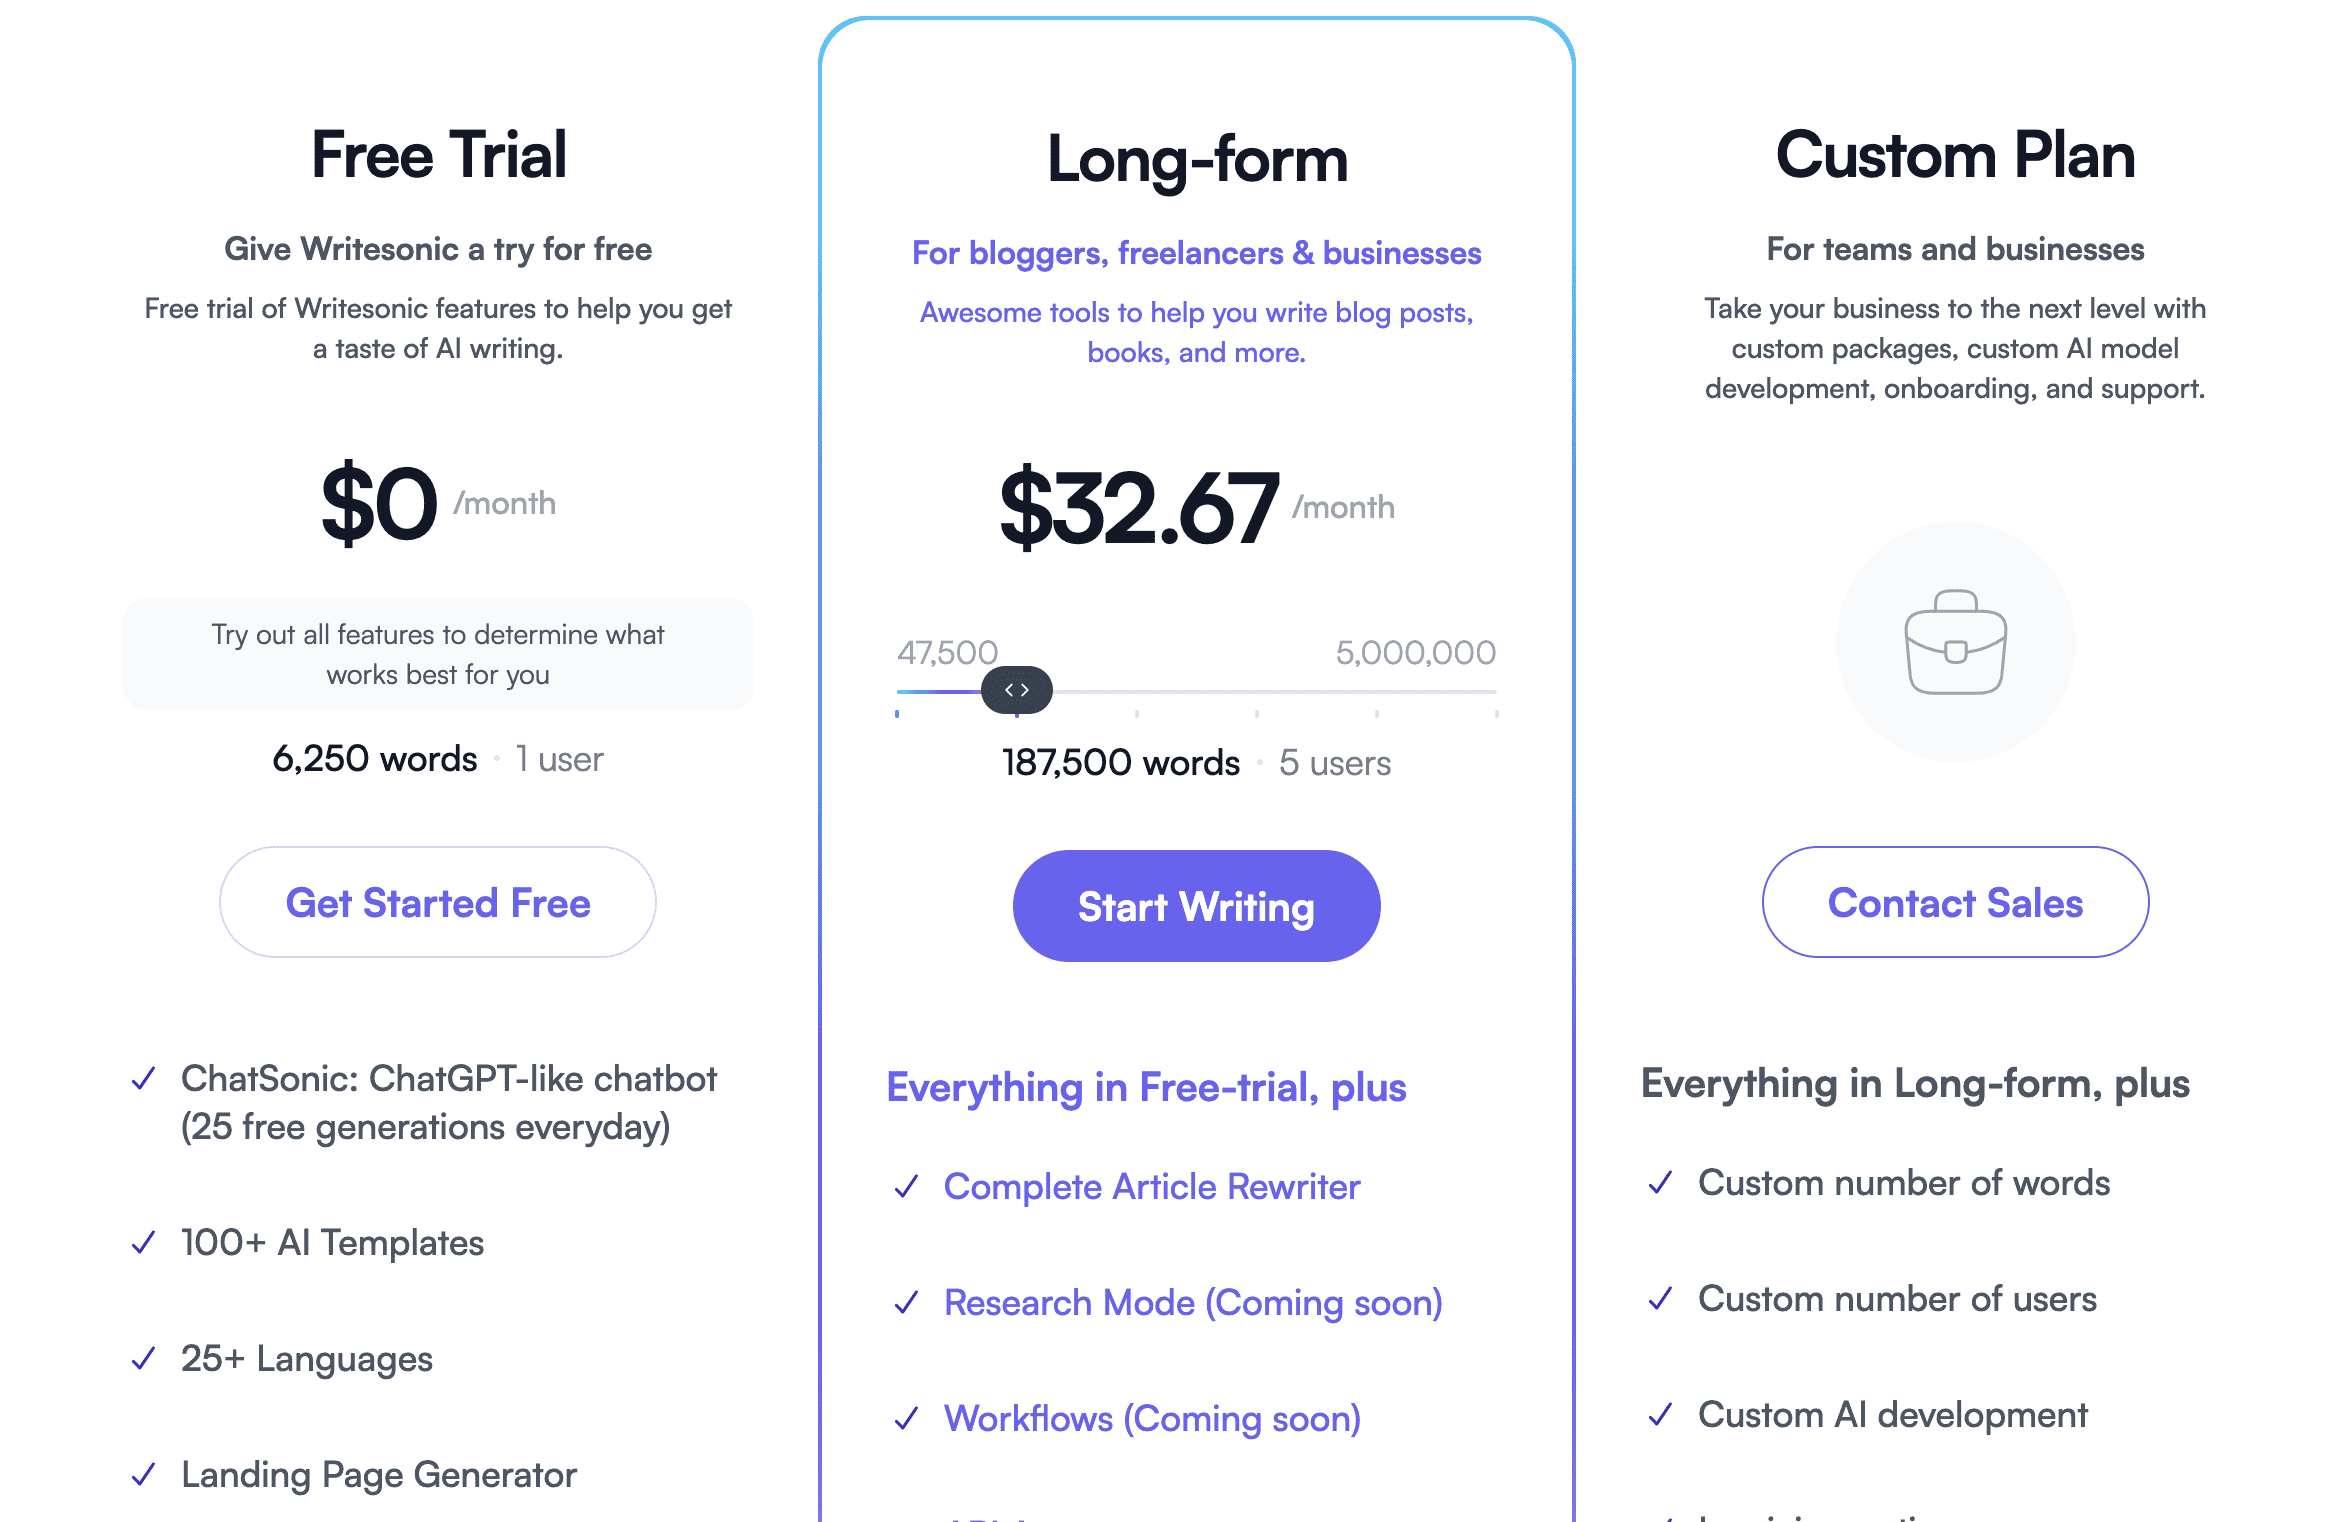 Free Trial
Give Writesonic a try for free
Free trial of Writesonic features to help you get
a taste of AI writing.
$0 /month
Try out all features to determine what
works best for you
6,250 words • 1 user
Get Started Free
ChatSonic: ChatGPT-like chatbot
(25 free generations everyday)
100+ AI Templates
25+ Languages
Landing Page Generator
Long-form
For bloggers, freelancers & businesses
Awesome tools to help you write blog posts,
books, and more.
$32.67 /month
47,500 5,000,000
187,500 words • 5 users
Start Writing
Everything in Free-trial, plus
Complete Article Rewriter
Research Mode (Coming soon)
Workflows (Coming soon)
Custom Plan
For teams and businesses
Take your business to the next level with
custom packages, custom AI model
development, onboarding, and support.
Contact Sales
Everything in Long-form, plus
Custom number of words
Custom number of users
Custom AI development